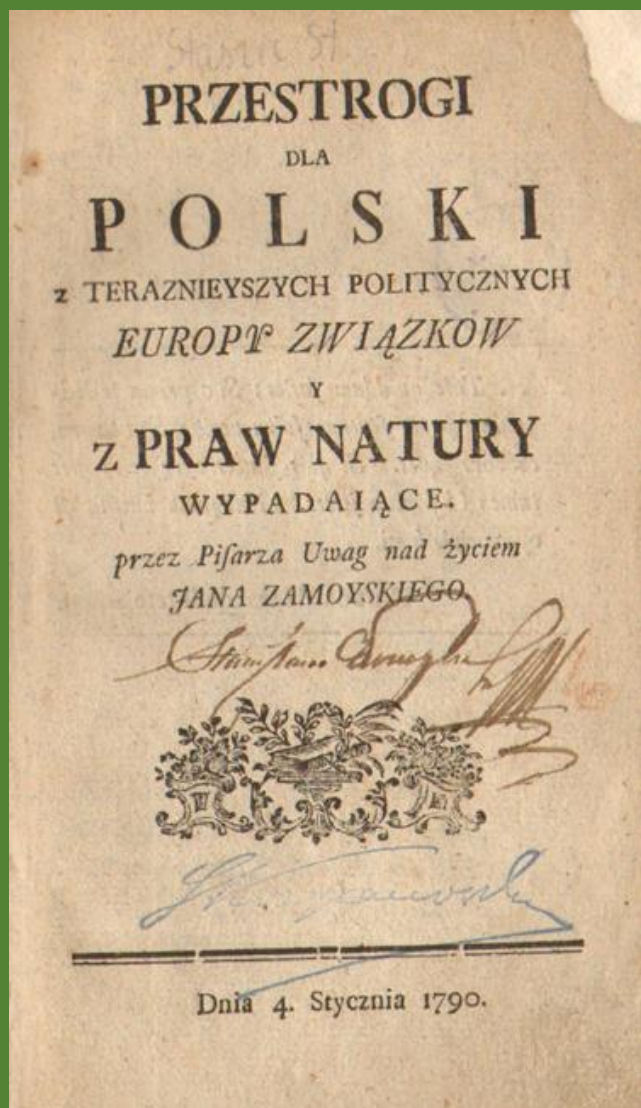 PRZESTROGI
DLA
POLSKI
z TERAZNIEYSZYCH POLITYCZNYCH
EUROPY ZWIĄZKOW
Y
z PRAW NATURY
WYPADAIĄCE.
przez Piſarza Uwag nad życiem
JANA ZAMOYSKIEGO.
Stanisław
Dnia 4. Stycznia 1790.